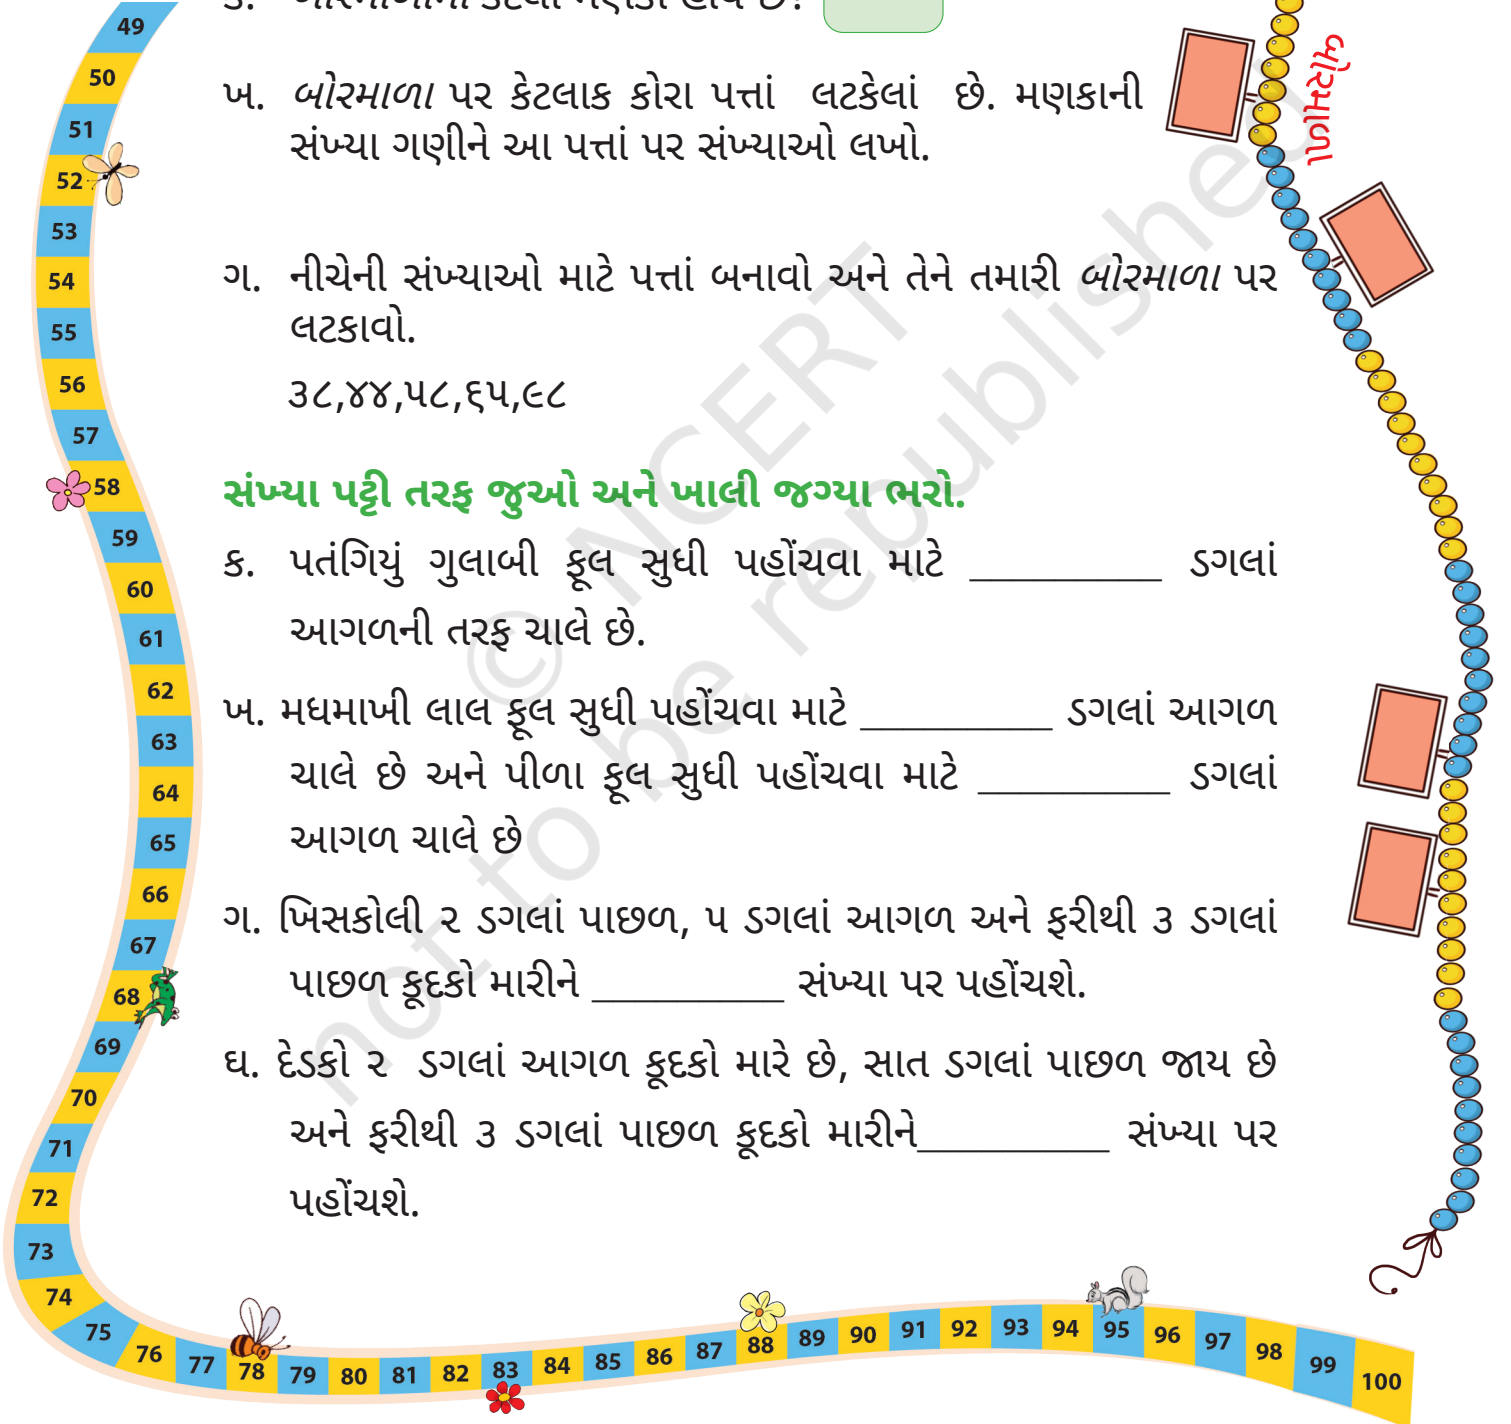 49
50
51
52
53
54
55
56
57
58
59
60
61
62
63
64
65
66
67
68
69
70
71
72
73
74
75
76 77 78 79 80 81 82 83 84 85 86 87 88 89 90 91 92 93 94 95 96 97 98 99 100
ખ. બોરમાળા પર કેટલાક કોરા પત્તાં લટકેલાં છે. મણકાની
સંખ્યા ગણીને આ પત્તાં પર સંખ્યાઓ લખો.
ગ. નીચેની સંખ્યાઓ માટે પત્તાં બનાવો અને તેને તમારી બોરમાળા પર
લટકાવો.
૩૮,૪૪,૫૮,૬૫,૯૮
સંખ્યા પટ્ટી તરફ જુઓ અને ખાલી જગ્યા ભરો.
ક. પતંગિયું ગુલાબી ફૂલ સુધી પહોંચવા માટે __________ ડગલાં
આગળની તરફ ચાલે છે.
ખ. મધમાખી લાલ ફૂલ સુધી પહોંચવા માટે __________ ડગલાં આગળ
ચાલે છે અને પીળા ફૂલ સુધી પહોંચવા માટે __________ ડગલાં
આગળ ચાલે છે
ગ. ખિસકોલી ૨ ડગલાં પાછળ, ૫ ડગલાં આગળ અને ફરીથી ૩ ડગલાં
પાછળ કૂદકો મારીને __________ સંખ્યા પર પહોંચશે.
ઘ. દેડકો ૨ ડગલાં આગળ કૂદકો મારે છે, સાત ડગલાં પાછળ જાય છે
અને ફરીથી ૩ ડગલાં પાછળ કૂદકો મારીને__________ સંખ્યા પર
પહોંચશે.
બોરમાળા
© NCERT
not to be republished